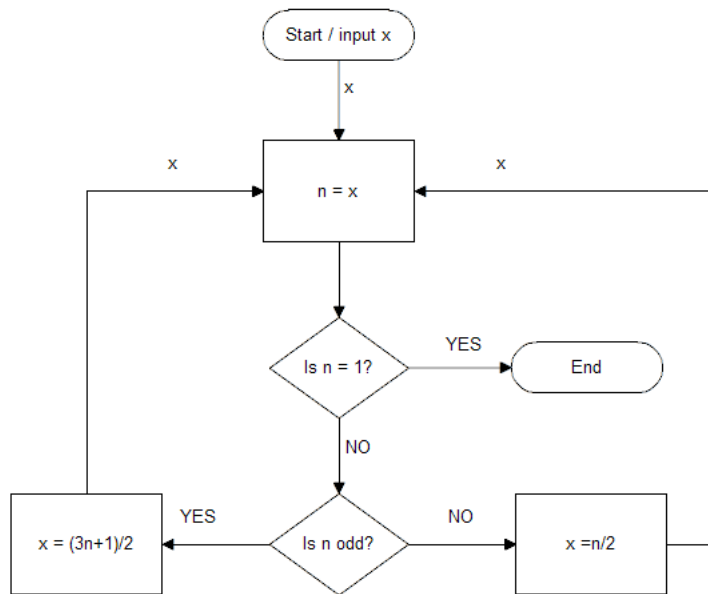 Start / input x
x
x
x
n = x
Is n = 1?
YES
End
NO
x = (3n+1)/2
YES
Is n odd?
NO
x =n/2